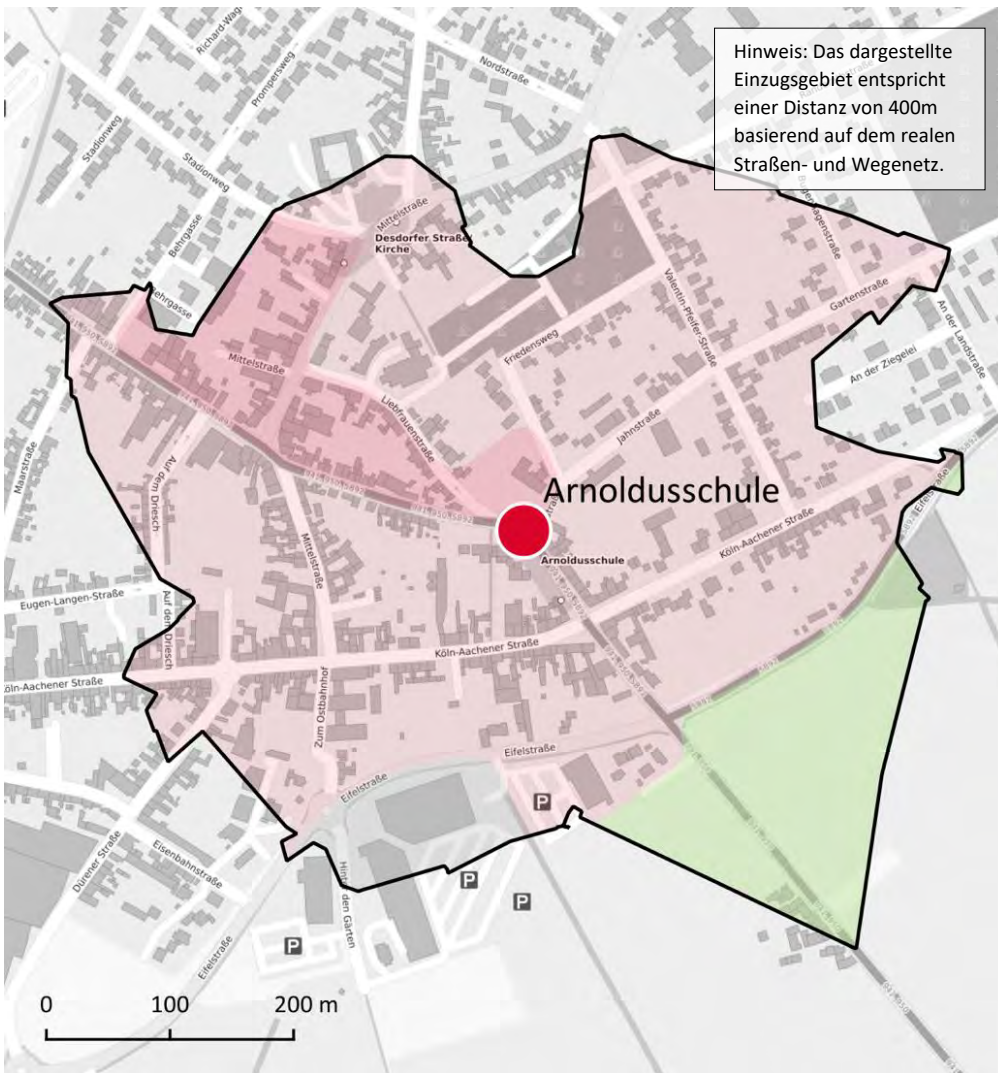 Hinweis: Das dargestellte
Einzugsgebiet entspricht
einer Distanz von 400m
basierend auf dem realen
Straßen- und Wegenetz.
Nordstraße
Prompersweg
Stadionweg
Stadionweg
Behrgasse
Mittelstraße
Desdorfer Straße
Kirche
Valentin-Pfeifer-Straße
Gartenstraße
An der Landstraße
An der Ziegelei
Friedensweg
Mittelstraße
Liebfrauenstraße
Jahnstraße
Maarstraße
Auf dem Driesch
Mittelstraße
Arnoldusschule
Arnoldusschule
Köln-Aachener Straße
Eifelstraße
Eugen-Langen-Straße
Auf dem Driesch
Köln-Aachener Straße
Köln-Aachener Straße
Zum Ostbahnhof
Eifelstraße
Eifelstraße
P
P
P
P
Dürener Straße
Eisenbahnstraße
Hinter den Gärten
Eifelstraße
0 100 200 m